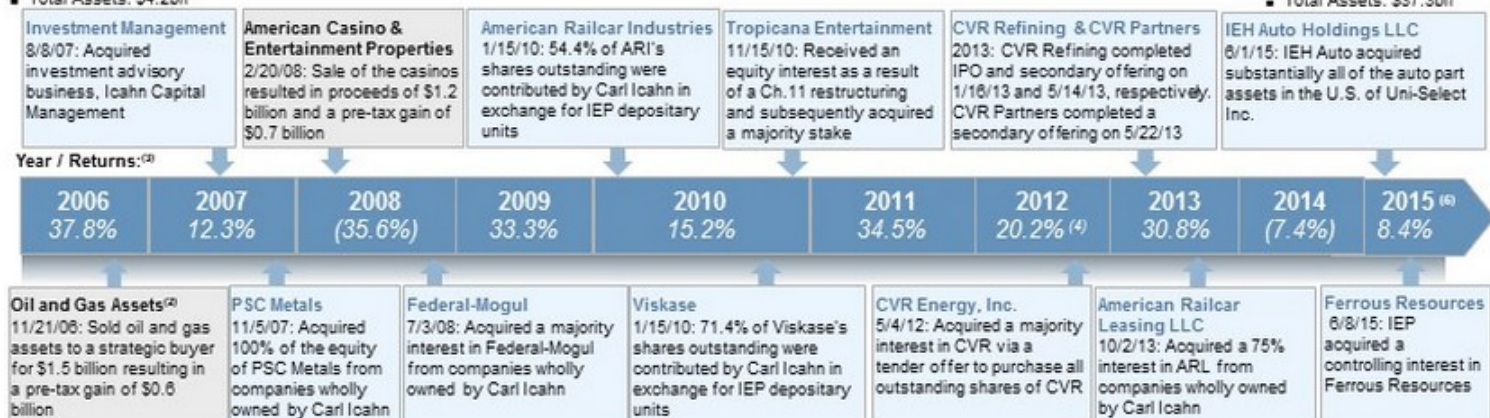 Total Assets: $4.2bn
Total Assets: $37.3bn
Investment Management
8/8/07: Acquired
investment advisory
business, Icahn Capital
Management
American Casino &
Entertainment Properties
2/20/08: Sale of the casinos
resulted in proceeds of $1.2
billion and a pre-tax gain of
$0.7 billion
American Railcar Industries
1/15/10: 54.4% of ARI's
shares outstanding were
contributed by Carl Icahn in
exchange for IEP depositary
units
Tropicana Entertainment
11/15/10: Received an
equity interest as a result
of a Ch.11 restructuring
and subsequently acquired
a majority stake
CVR Refining & CVR Partners
2013: CVR Refining completed
IPO and secondary offering on
1/16/13 and 5/14/13, respectively.
CVR Partners completed a
secondary offering on 5/22/13
IEH Auto Holdings LLC
6/1/15: IEH Auto acquired
substantially all of the auto part
assets in the U.S. of Uni-Select
Inc.
Year / Returns:(3)
2006
37.8%
2007
12.3%
2008
(35.6%)
2009
33.3%
2010
15.2%
2011
34.5%
2012
20.2% (4)
2013
30.8%
2014
(7.4%)
2015 (6)
8.4%
Oil and Gas Assets(2)
11/21/06: Sold oil and gas
assets to a strategic buyer
for $1.5 billion resulting in
a pre-tax gain of $0.6
billion
PSC Metals
11/5/07: Acquired
100% of the equity
of PSC Metals from
companies wholly
owned by Carl Icahn
Federal-Mogul
7/3/08: Acquired a majority
interest in Federal-Mogul
from companies wholly
owned by Carl Icahn
Viskase
1/15/10: 71.4% of Viskase's
shares outstanding were
contributed by Carl Icahn in
exchange for IEP depositary
units
CVR Energy, Inc.
5/4/12: Acquired a majority
interest in CVR via a
tender offer to purchase all
outstanding shares of CVR
American Railcar
Leasing LLC
10/2/13: Acquired a 75%
interest in ARL from
companies wholly owned
by Carl Icahn
Ferrous Resources
6/8/15: IEP
acquired a
controlling interest in
Ferrous Resources